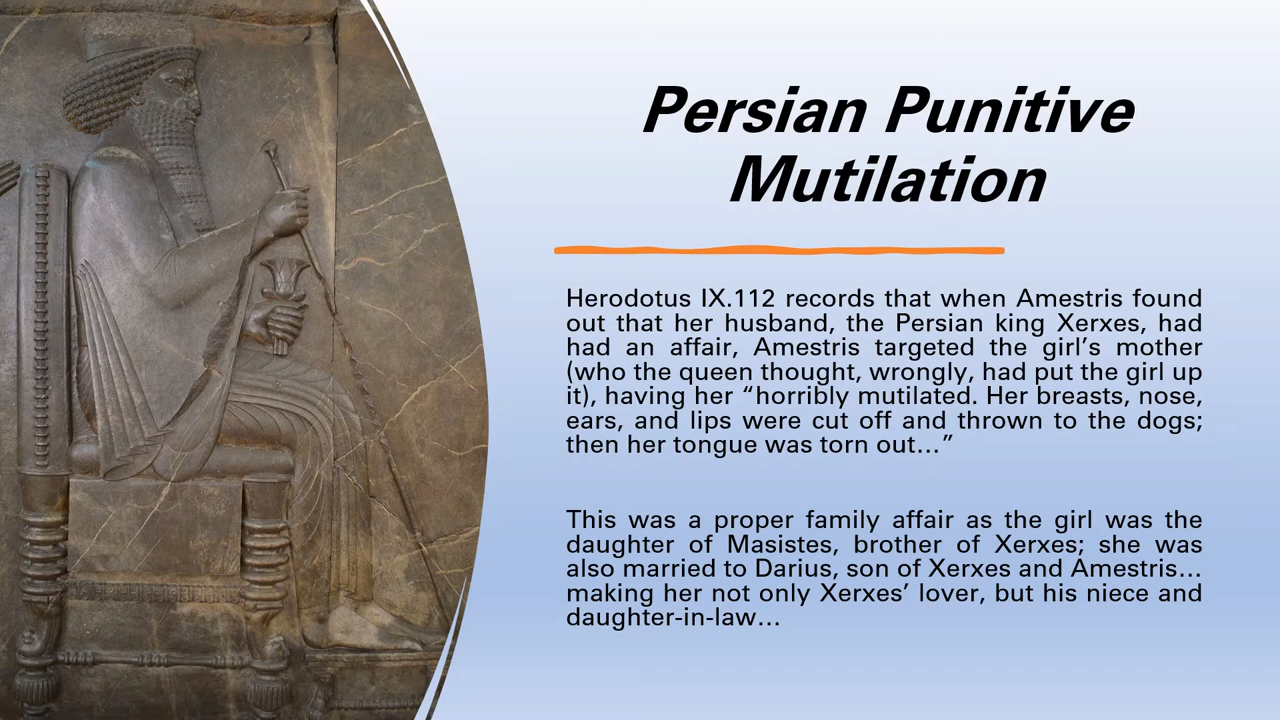 Persian Punitive
Mutilation
Herodotus IX.112 records that when Amestris found
out that her husband, the Persian king Xerxes, had
had an affair, Amestris targeted the girl’s mother
(who the queen thought, wrongly, had put the girl up
it), having her “horribly mutilated. Her breasts, nose,
ears, and lips were cut off and thrown to the dogs;
then her tongue was torn out…”
This was a proper family affair as the girl was the
daughter of Masistes, brother of Xerxes; she was
also married to Darius, son of Xerxes and Amestris…
making her not only Xerxes’ lover, but his niece and
daughter-in-law…